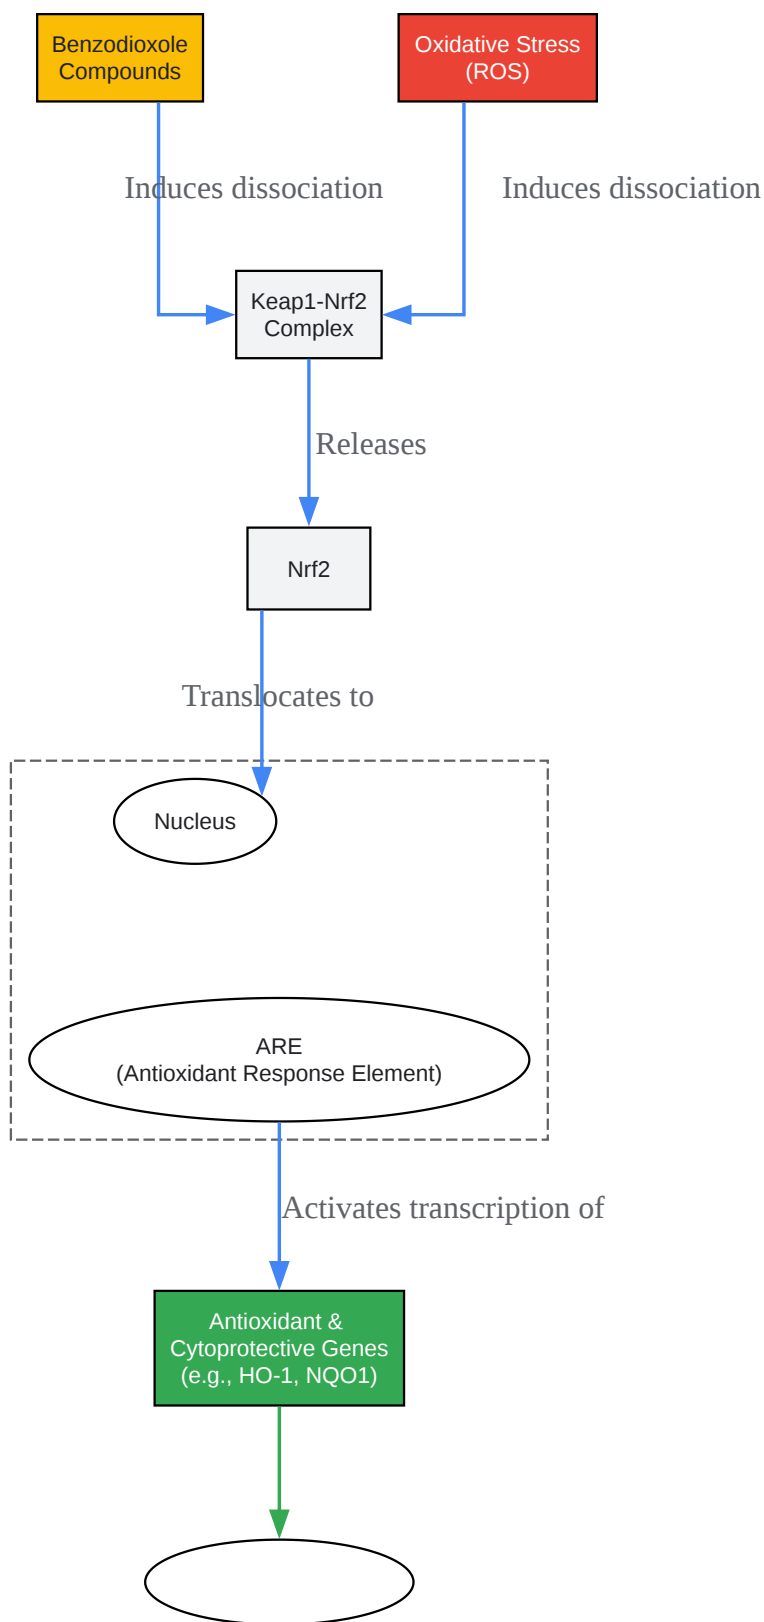 Benzodioxole
Compounds
Oxidative Stress
(ROS)
Induces dissociation
Induces dissociation
Keap1-Nrf2
Complex
Releases
Nrf2
Translocates to
Nucleus
ARE
(Antioxidant Response Element)
Activates transcription of
Antioxidant &
Cytoprotective Genes
(e.g., HO-1, NQO1)